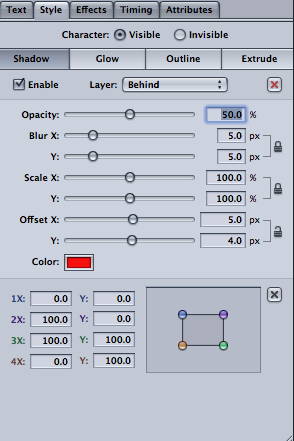 Text Style Effects Timing Attributes
Character: Visible Invisible
Shadow Glow Outline Extrude
Enable Layer: Behind
Opacity: 50.0 %
Blur X: 5.0 px
Y: 5.0 px
Scale X: 100.0 %
Y: 100.0 %
Offset X: 5.0 px
Y: 4.0 px
Color:
1X: 0.0 Y: 0.0
2X: 100.0 Y: 0.0
3X: 100.0 Y: 100.0
4X: 0.0 Y: 100.0